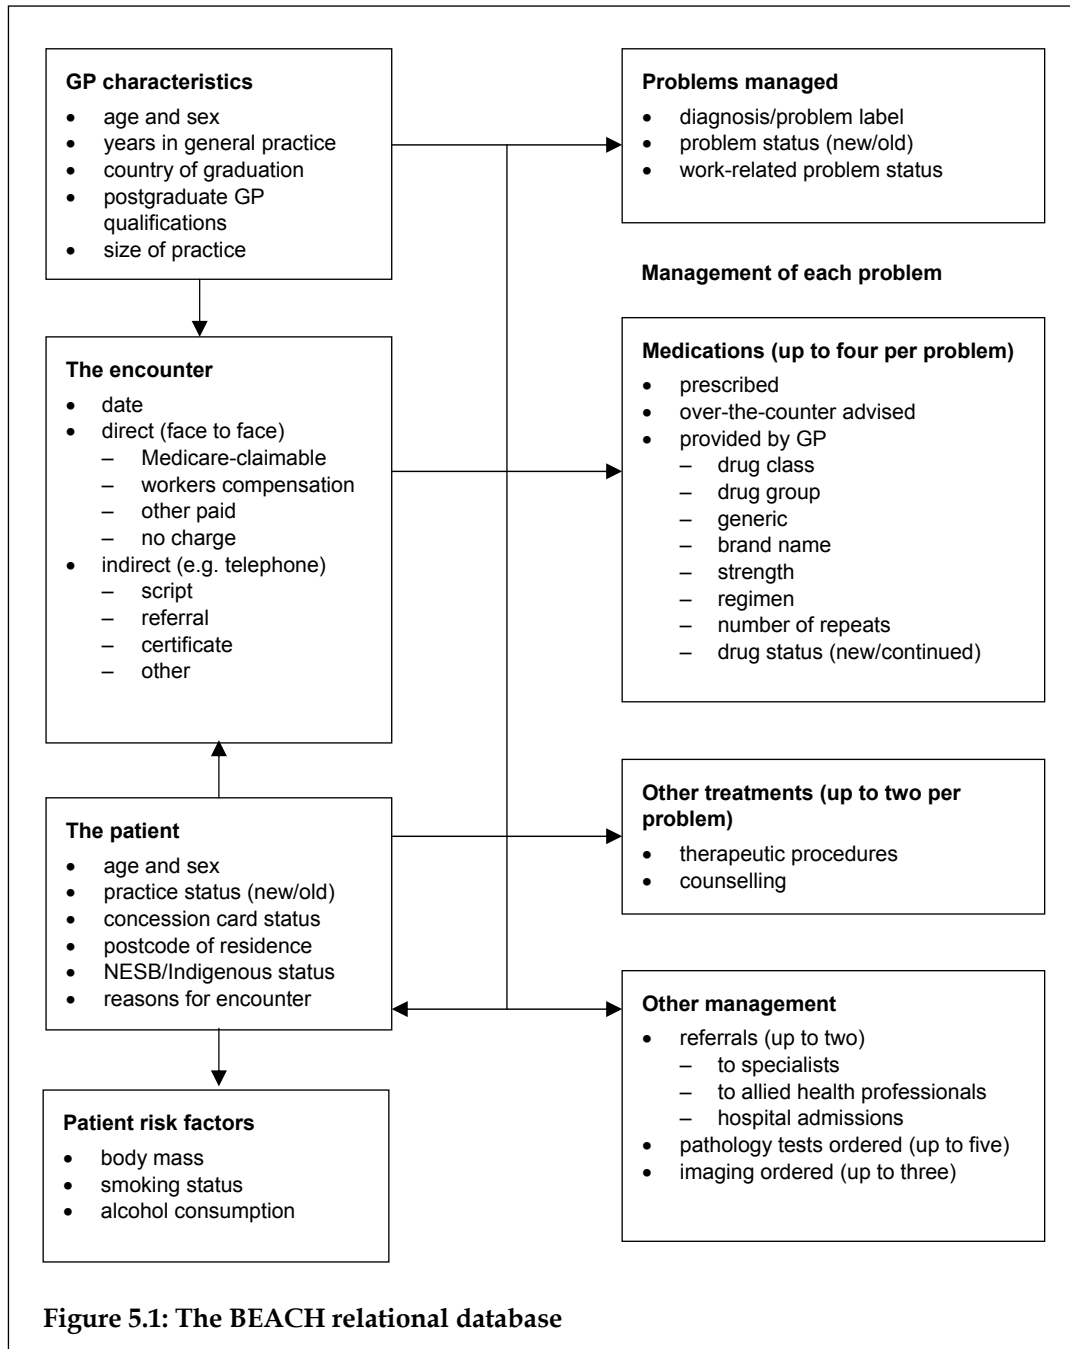 GP characteristics
• age and sex
• years in general practice
• country of graduation
• postgraduate GP
qualifications
• size of practice
The encounter
• date
• direct (face to face)
– Medicare-claimable
– workers compensation
– other paid
– no charge
• indirect (e.g. telephone)
– script
– referral
– certificate
– other
The patient
• age and sex
• practice status (new/old)
• concession card status
• postcode of residence
• NESB/Indigenous status
• reasons for encounter
Patient risk factors
• body mass
• smoking status
• alcohol consumption
Problems managed
• diagnosis/problem label
• problem status (new/old)
• work-related problem status
Management of each problem
Medications (up to four per problem)
• prescribed
• over-the-counter advised
• provided by GP
– drug class
– drug group
– generic
– brand name
– strength
– regimen
– number of repeats
– drug status (new/continued)
Other treatments (up to two per
problem)
• therapeutic procedures
• counselling
Other management
• referrals (up to two)
– to specialists
– to allied health professionals
– hospital admissions
• pathology tests ordered (up to five)
• imaging ordered (up to three)
Figure 5.1: The BEACH relational database